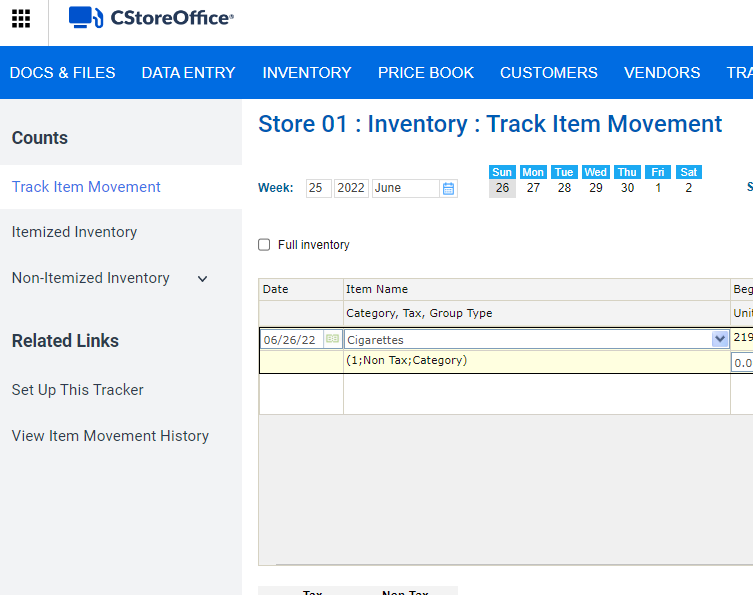 CStoreOffice®
DOCS & FILES DATA ENTRY INVENTORY PRICE BOOK CUSTOMERS VENDORS TRA
Counts
Track Item Movement
Itemized Inventory
Non-Itemized Inventory
Related Links
Set Up This Tracker
View Item Movement History
Store 01 : Inventory : Track Item Movement
Sun Mon Tue Wed Thu Fri Sat
Week: 25 2022 June 26 27 28 29 30 1 2 S
Full inventory
Date Item Name Beg
Category, Tax, Group Type Unit
06/26/22 Cigarettes 219
(1;Non Tax;Category) 0.0
Tax Non Tax